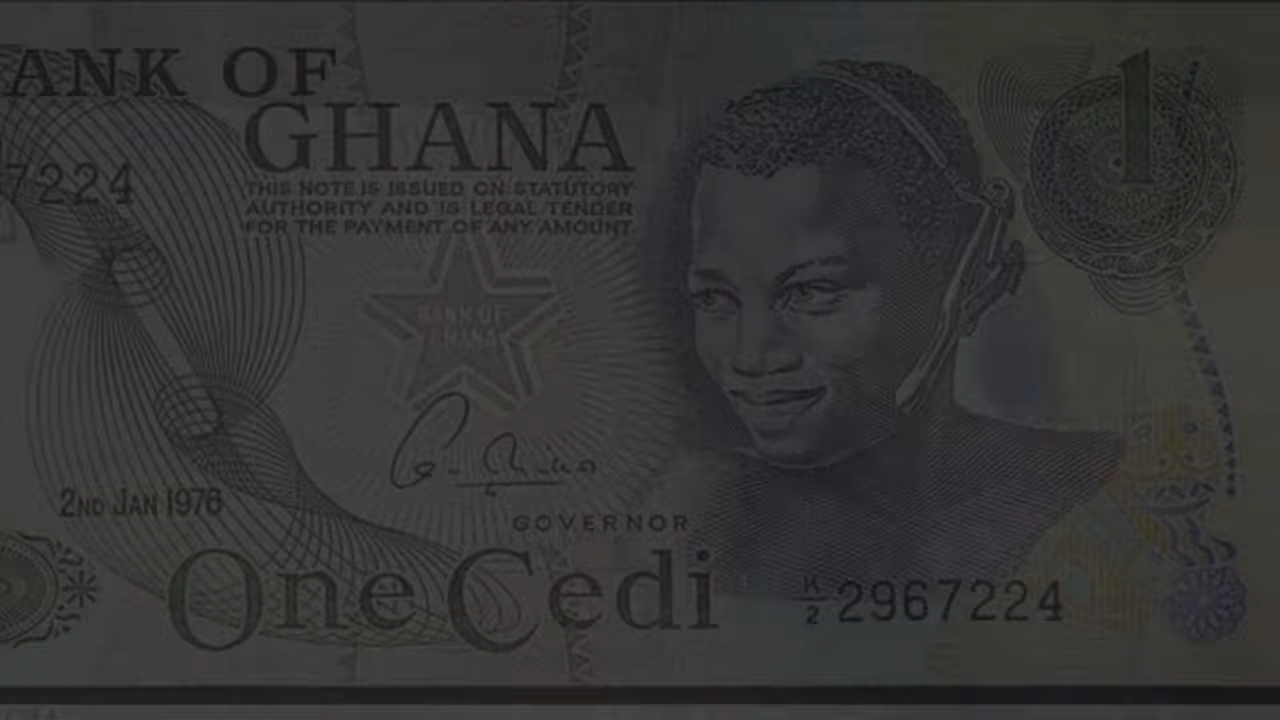 ANK OF
GHANA
7224
THIS NOTE IS ISSUED ON STATUTORY
AUTHORITY AND IS LEGAL TENDER
FOR THE PAYMENT OF ANY AMOUNT
1
BANK OF
GHANA
2ND JAN 1976
GOVERNOR
One Cedi
K/2 2967224